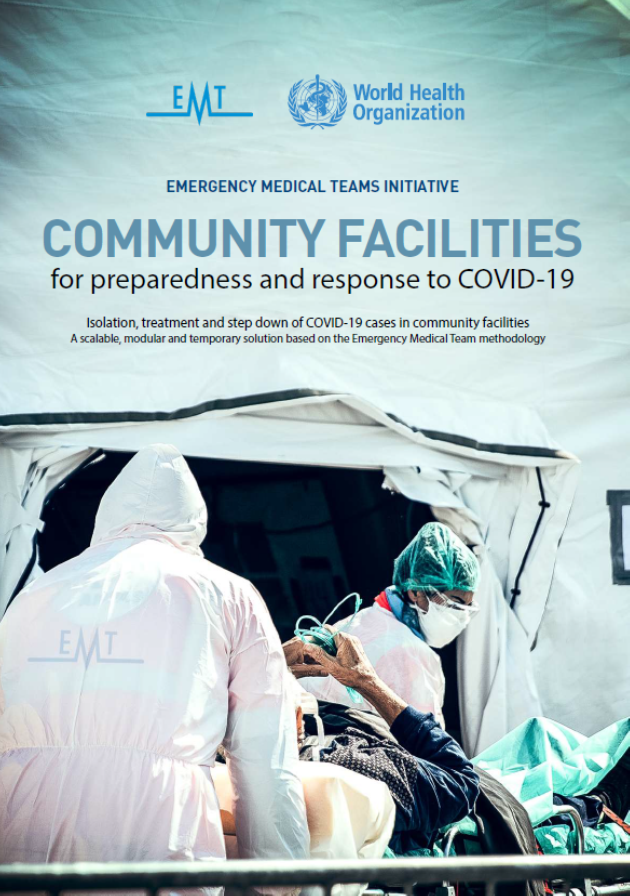 EMT
World Health
Organization
EMERGENCY MEDICAL TEAMS INITIATIVE
COMMUNITY FACILITIES
for preparedness and response to COVID-19
Isolation, treatment and step down of COVID-19 cases in community facilities
A scalable, modular and temporary solution based on the Emergency Medical Team methodology
EMT